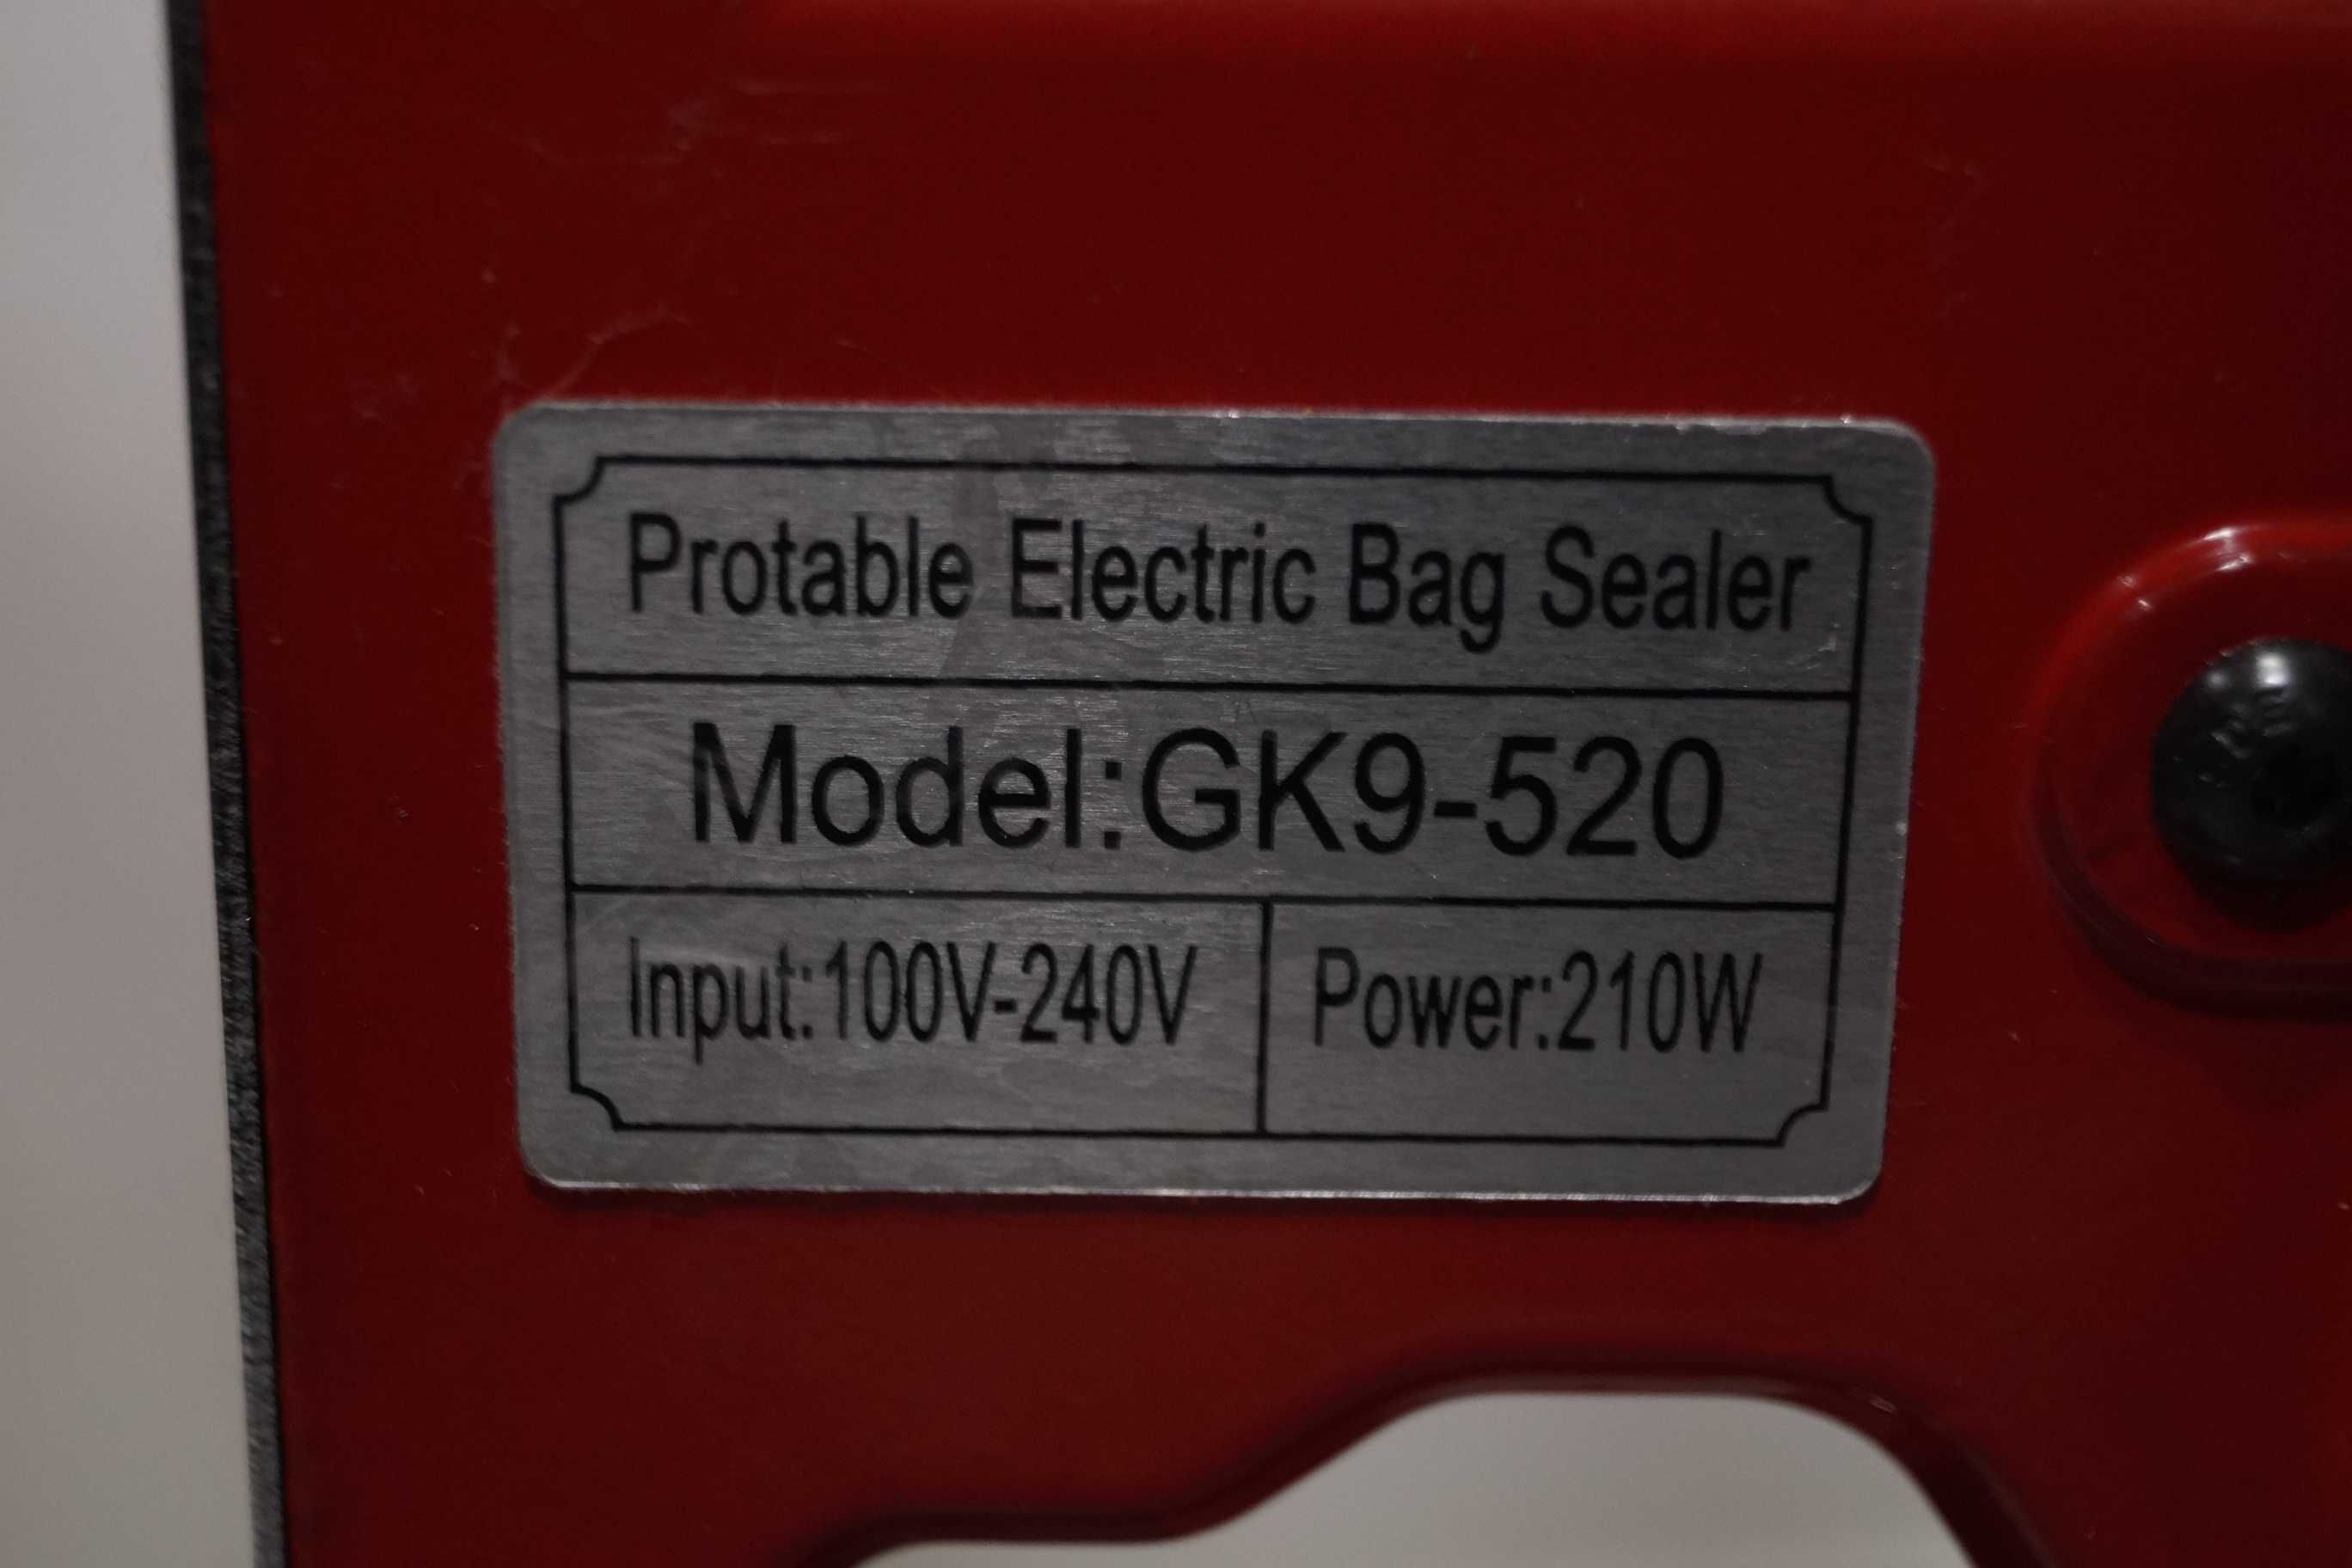 Protable Electric Bag Sealer
Model:GK9-520
Input:100V-240V
Power:210W